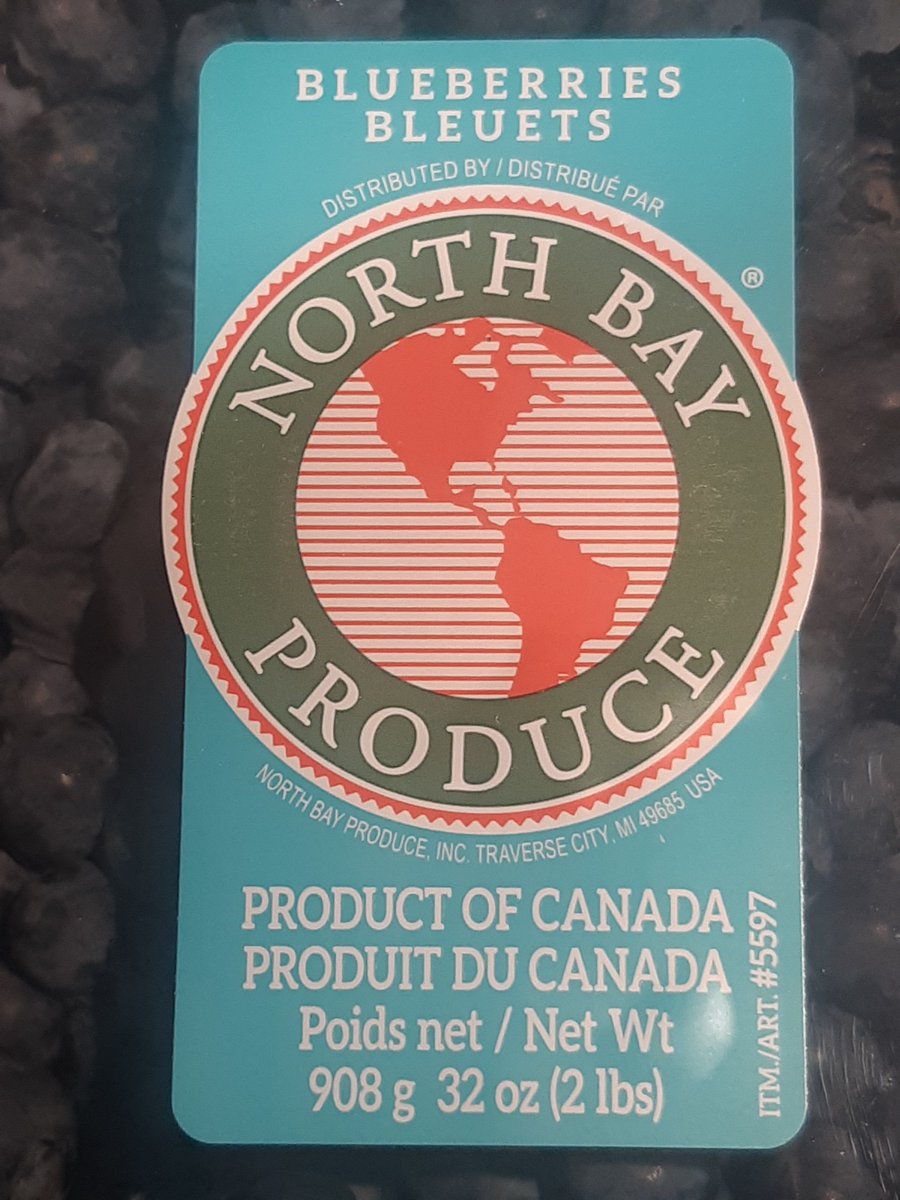 BLUEBERRIES
BLEUETS
DISTRIBUTED BY / DISTRIBUÉ PAR
NORTH BAY
®
PRODUCE
NORTH BAY PRODUCE, INC. TRAVERSE CITY, MI 49685 USA
PRODUCT OF CANADA
PRODUIT DU CANADA
Poids net / Net Wt
908 g 32 oz (2 lbs)
ITM./ART. #5597